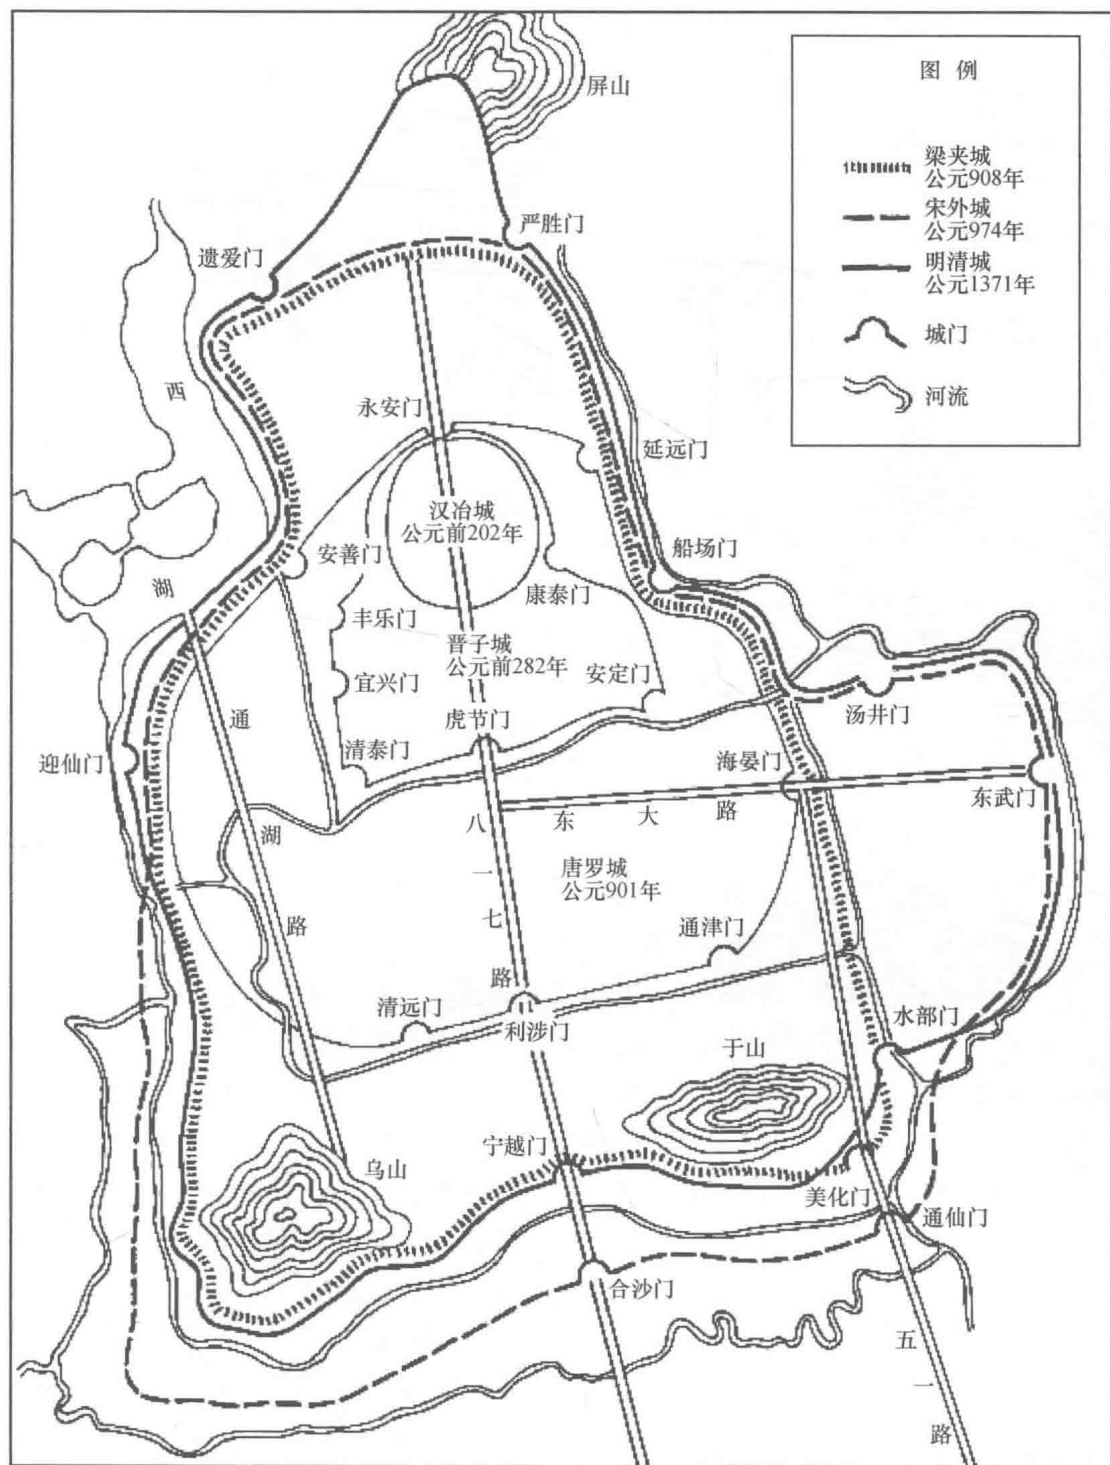 屏山
图例
梁夹城
公元908年
宋外城
公元974年
明清城
公元1371年
城门
河流
严胜门
遗爱门
西
湖
永安门
延远门
汉冶城
公元前202年
安善门
船场门
康泰门
丰乐门
晋子城
公元前282年
宜兴门
安定门
汤井门
虎节门
清泰门
迎仙门
海晏门
东武门
通
湖
路
八
一
七
路
东大路
唐罗城
公元901年
通津门
清远门
利涉门
水部门
于山
宁越门
乌山
美化门
通仙门
合沙门
五
一
路